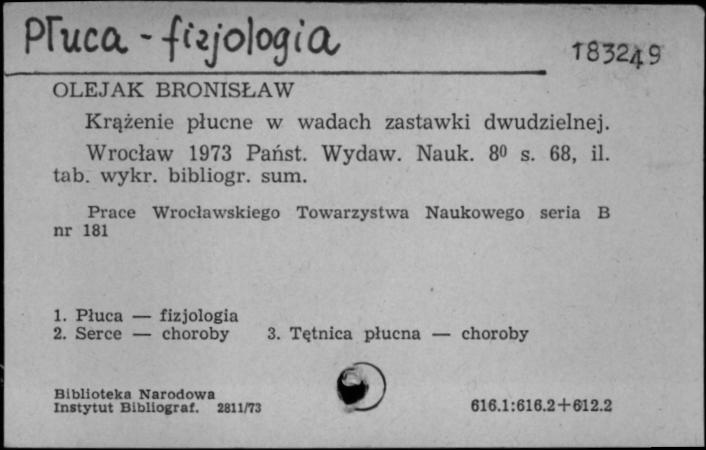 Płuca - fizjologia
183249
OLEJAK BRONISŁAW
Krążenie płucne w wadach zastawki dwudzielnej.
Wrocław 1973 Państ. Wydaw. Nauk. 8⁰ s. 68, il.
tab. wykr. bibliogr. sum.
Prace Wrocławskiego Towarzystwa Naukowego seria B
nr 181
1. Płuca — fizjologia
2. Serce — choroby 3. Tętnica płucna — choroby
Biblioteka Narodowa
Instytut Bibliograf. 2811/73
616.1:616.2+612.2